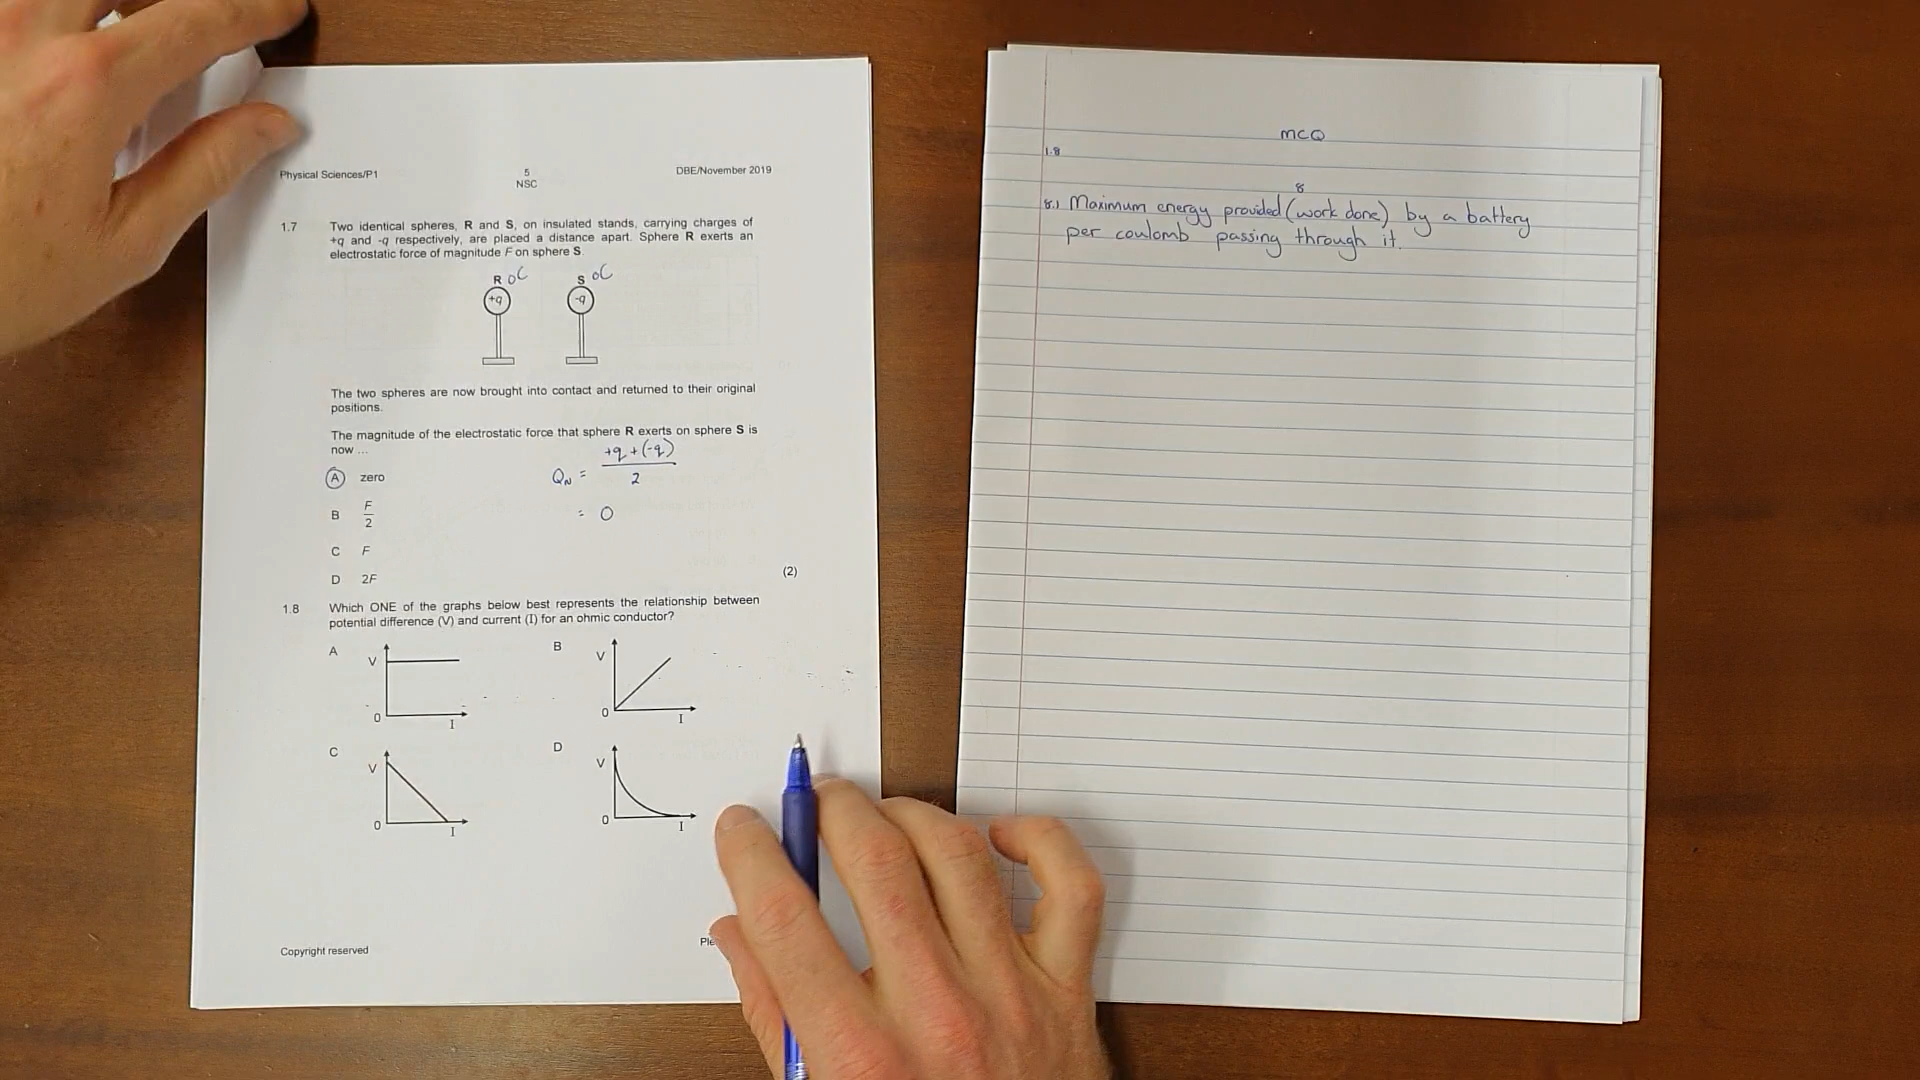 Physical Sciences/P1
5
NSC
DBE/November 2019
1.7 Two identical spheres, R and S, on insulated stands, carrying charges of
+q and -q respectively, are placed a distance apart. Sphere R exerts an
electrostatic force of magnitude F on sphere S.
R 0C
S 0C
+q
-q
The two spheres are now brought into contact and returned to their original
positions.
The magnitude of the electrostatic force that sphere R exerts on sphere S is
now ...
A zero
B F/2
C F
D 2F
(2)
QN = +q + (-q)
2
= 0
1.8 Which ONE of the graphs below best represents the relationship between
potential difference (V) and current (I) for an ohmic conductor?
A
V
0
I
B
V
0
I
C
V
0
I
D
V
0
I
Copyright reserved
MCQ
1.8
8
8.1 Maximum energy provided (work done) by a battery
per coulomb passing through it.